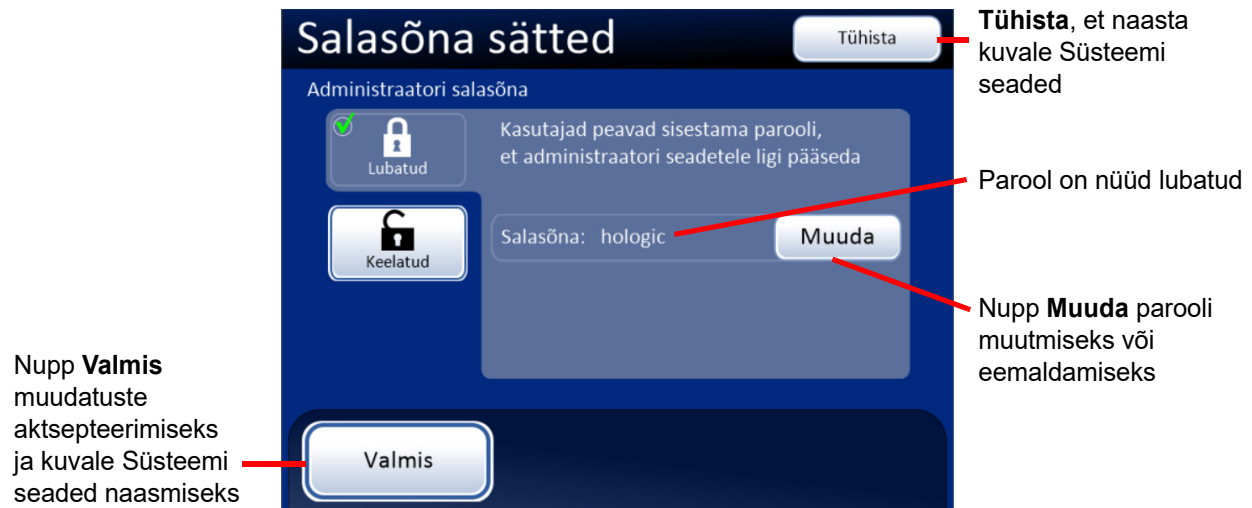 Salasõna sätted
Tühista
Tühista, et naasta
kuvale Süsteemi
seaded
Administraatori salasõna
Lubatud
Kasutajad peavad sisestama parooli,
et administraatori seadetele ligi pääseda
Parool on nüüd lubatud
Keelatud
Salasõna: hologic
Muuda
Nupp Muuda parooli
muutmiseks või
eemaldamiseks
Nupp Valmis
muudatuste
aktsepteerimiseks
ja kuvale Süsteemi
seaded naasmiseks
Valmis